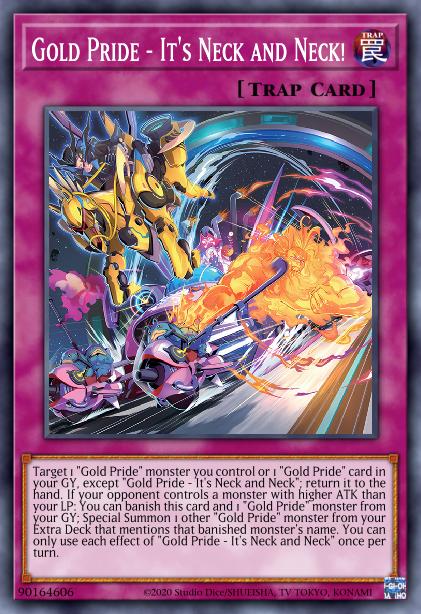 Gold Pride - It's Neck and Neck!
TRAP
罠
[TRAP CARD]
Target 1 "Gold Pride" monster you control or 1 "Gold Pride" card in
your GY, except "Gold Pride - It's Neck and Neck"; return it to
the hand. If your opponent controls a monster with higher ATK than
your LP: You can banish this card and 1 "Gold Pride" monster from
your GY; Special Summon 1 other "Gold Pride" monster from your
Extra Deck that mentions that banished monster's name. You can
only use each effect of "Gold Pride - It's Neck and Neck" once per
turn.
90164606 ©2020 Studio Dice/SHUEISHA, TV TOKYO, KONAMI